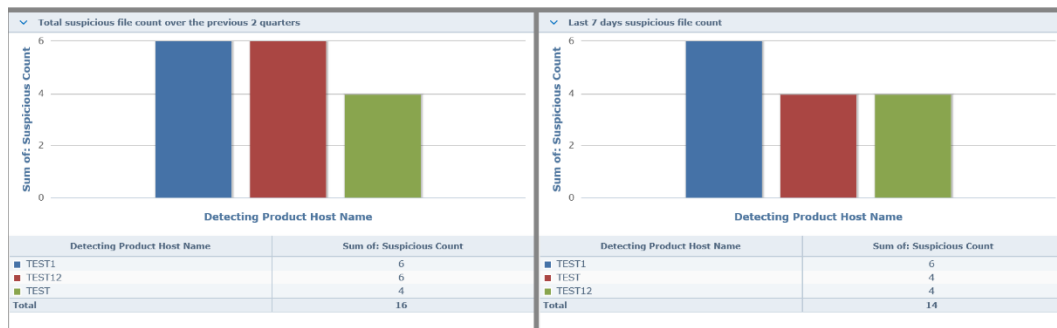 Total suspicious file count over the previous 2 quarters
Sum of: Suspicious Count
6
4
2
0
Detecting Product Host Name
Detecting Product Host Name Sum of: Suspicious Count
TEST1 6
TEST12 6
TEST 4
Total 16
Last 7 days suspicious file count
Sum of: Suspicious Count
6
4
2
0
Detecting Product Host Name
Detecting Product Host Name Sum of: Suspicious Count
TEST1 6
TEST 4
TEST12 4
Total 14